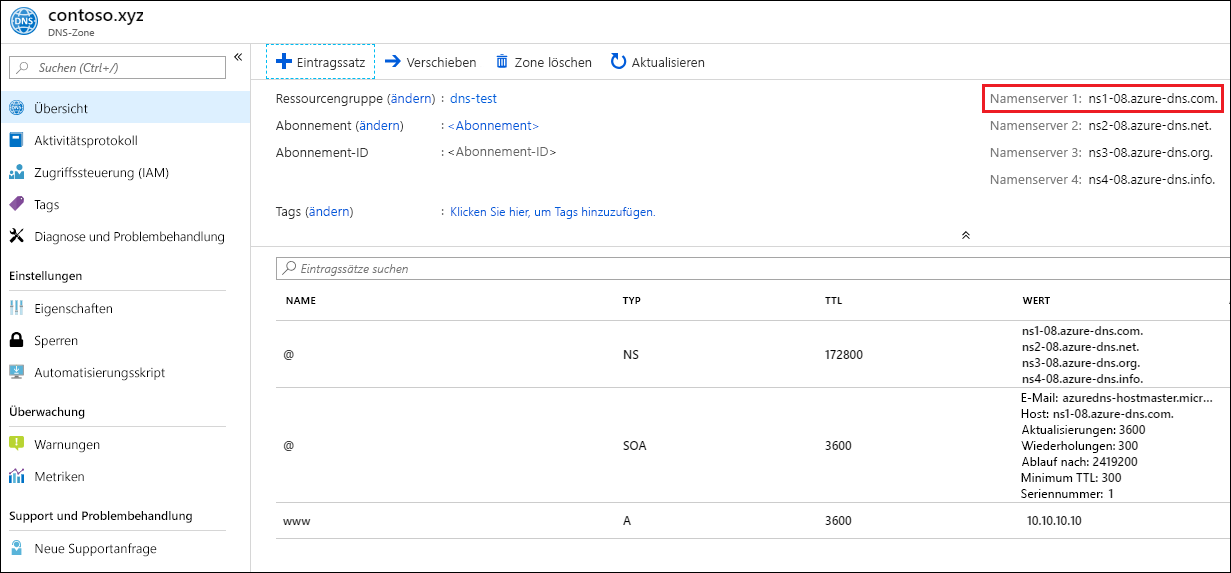 DNS
contoso.xyz
DNS-Zone
Suchen (Ctrl+/)
«
Übersicht
Aktivitätsprotokoll
Zugriffssteuerung (IAM)
Tags
Diagnose und Problembehandlung
Einstellungen
Eigenschaften
Sperren
Automatisierungsskript
Überwachung
Warnungen
Metriken
Support und Problembehandlung
Neue Supportanfrage
Eintragssatz Verschieben Zone löschen Aktualisieren
Ressourcengruppe (ändern) : dns-test
Abonnement (ändern) : <Abonnement>
Abonnement-ID : <Abonnement-ID>
Tags (ändern) : Klicken Sie hier, um Tags hinzuzufügen.
Namenserver 1: ns1-08.azure-dns.com.
Namenserver 2: ns2-08.azure-dns.net.
Namenserver 3: ns3-08.azure-dns.org.
Namenserver 4: ns4-08.azure-dns.info.
Eintragssätze suchen
NAME TYP TTL WERT
@ NS 172800
ns1-08.azure-dns.com.
ns2-08.azure-dns.net.
ns3-08.azure-dns.org.
ns4-08.azure-dns.info.
@ SOA 3600
E-Mail: azuredns-hostmaster.micr...
Host: ns1-08.azure-dns.com.
Aktualisierungen: 3600
Wiederholungen: 300
Ablauf nach: 2419200
Minimum TTL: 300
Seriennummer: 1
www A 3600 10.10.10.10